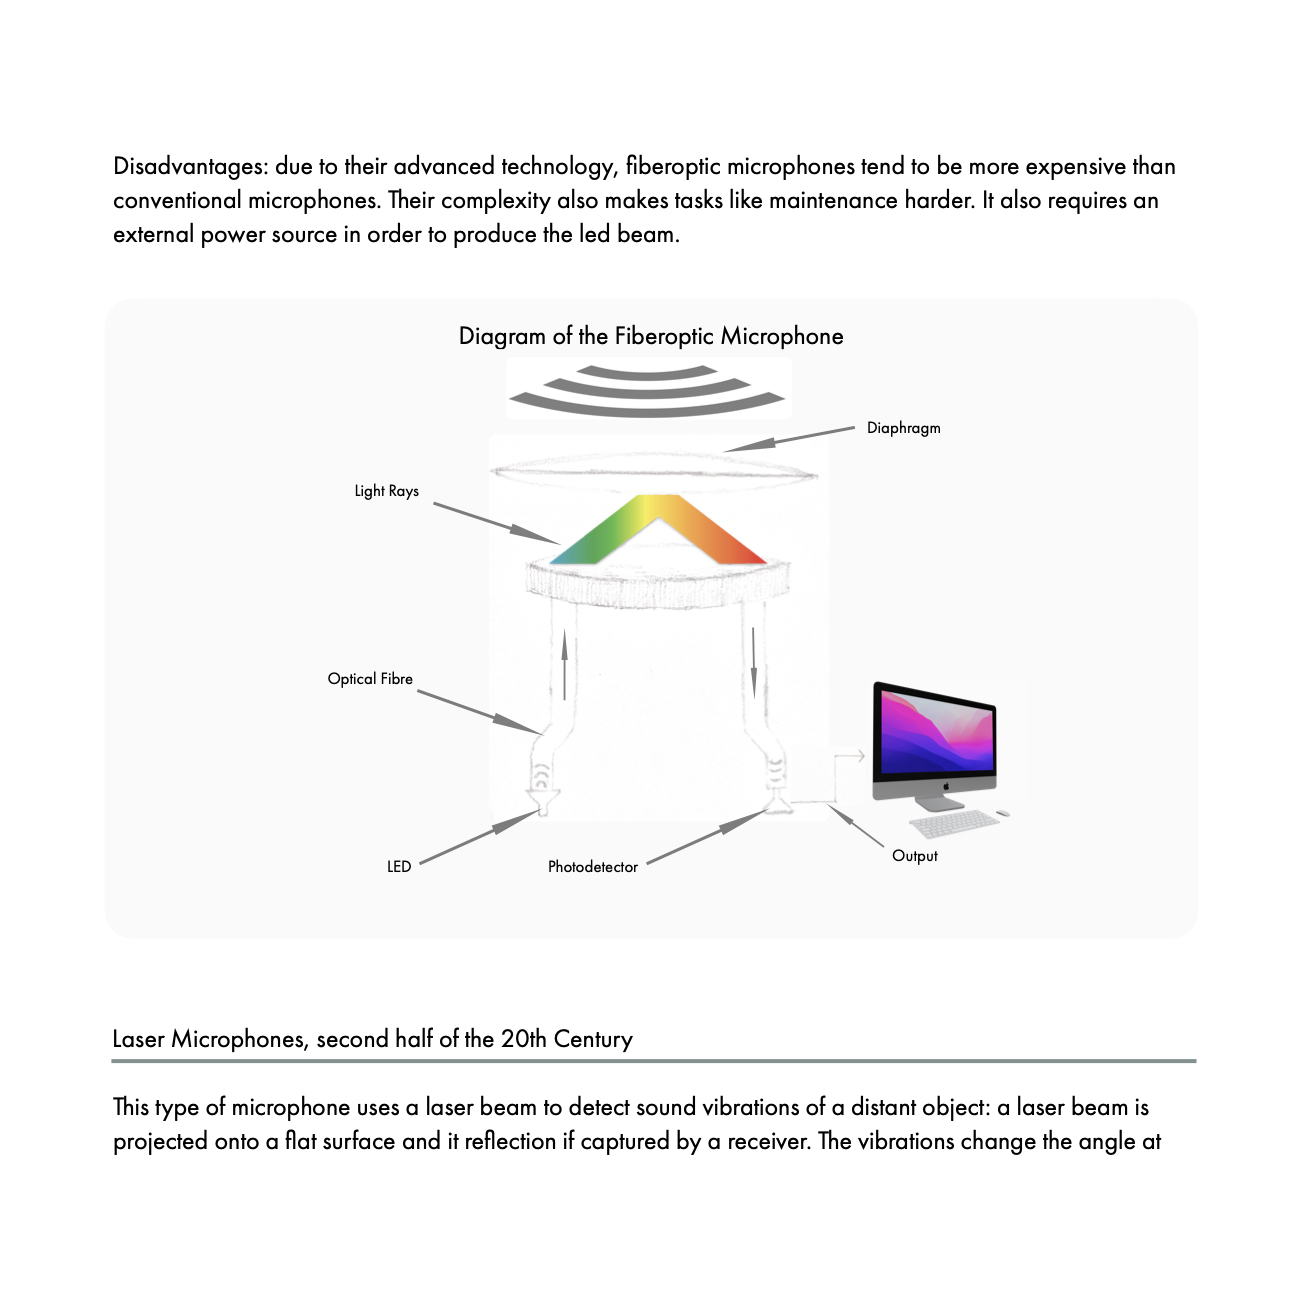 Disadvantages: due to their advanced technology, fiberoptic microphones tend to be more expensive than
conventional microphones. Their complexity also makes tasks like maintenance harder. It also requires an
external power source in order to produce the led beam.
Diagram of the Fiberoptic Microphone
Diaphragm
Light Rays
Optical Fibre
LED
Photodetector
Output
Laser Microphones, second half of the 20th Century
This type of microphone uses a laser beam to detect sound vibrations of a distant object: a laser beam is
projected onto a flat surface and it reflection if captured by a receiver. The vibrations change the angle at